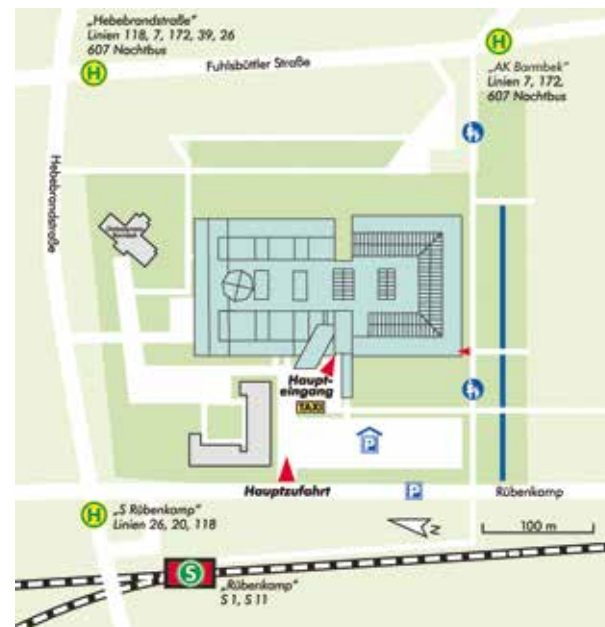 „Hebebrandstraße"
Linien 118, 7, 172, 39, 26
607 Nachtbus
H
Fuhlsbüttler Straße
H
„AK Barmbek"
Linien 7, 172,
607 Nachtbus
Hebebrandstraße
Haupt-
eingang
TAXI
P
Hauptzufahrt
P
Rübenkamp
H
„S Rübenkamp"
Linien 26, 20, 118
N
100 m
S
„Rübenkamp"
S 1, S 11